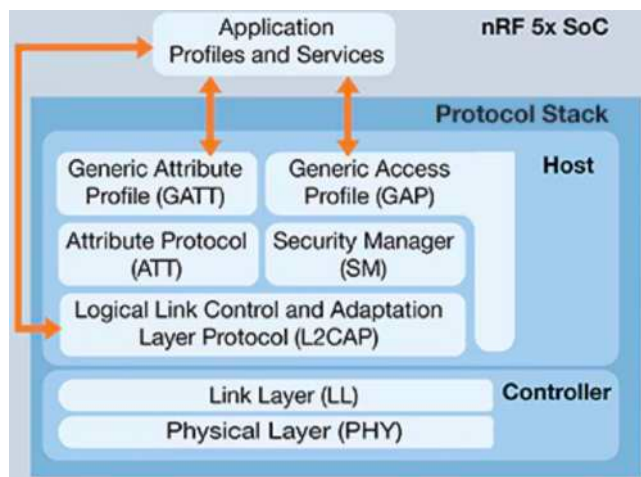 Application
Profiles and Services
nRF 5x SoC
Protocol Stack
Host
Generic Attribute
Profile (GATT)
Generic Access
Profile (GAP)
Attribute Protocol
(ATT)
Security Manager
(SM)
Logical Link Control and Adaptation
Layer Protocol (L2CAP)
Controller
Link Layer (LL)
Physical Layer (PHY)